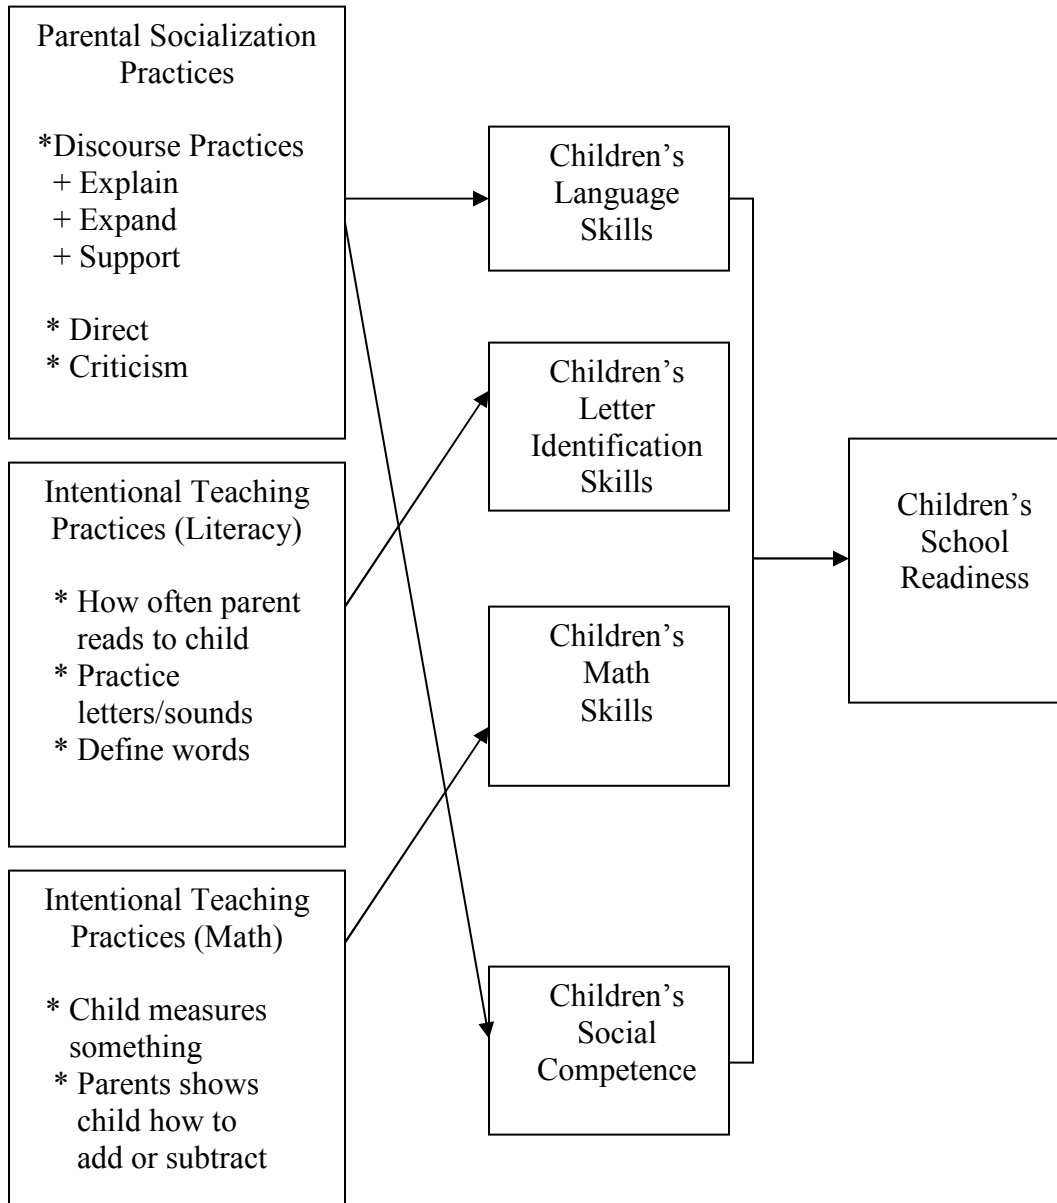 Parental Socialization
Practices
*Discourse Practices
+ Explain
+ Expand
+ Support
* Direct
* Criticism
Intentional Teaching
Practices (Literacy)
* How often parent
reads to child
* Practice
letters/sounds
* Define words
Intentional Teaching
Practices (Math)
* Child measures
something
* Parents shows
child how to
add or subtract
Children’s
Language
Skills
Children’s
Letter
Identification
Skills
Children’s
Math
Skills
Children’s
Social
Competence
Children’s
School
Readiness